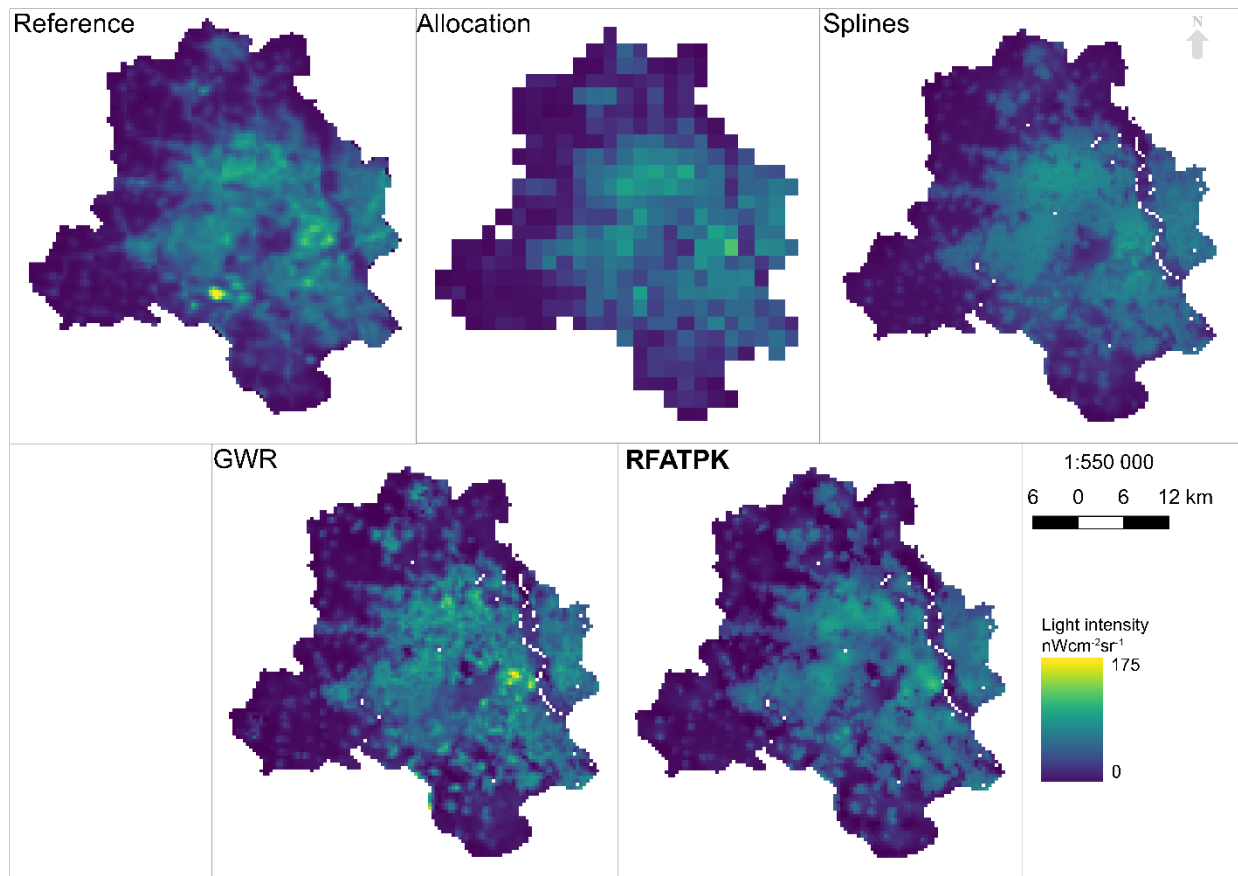 Reference
Allocation
Splines
N
GWR
RFATPK
1:550 000
6 0 6 12 km
Light intensity
nWcm⁻²sr⁻¹
175
0